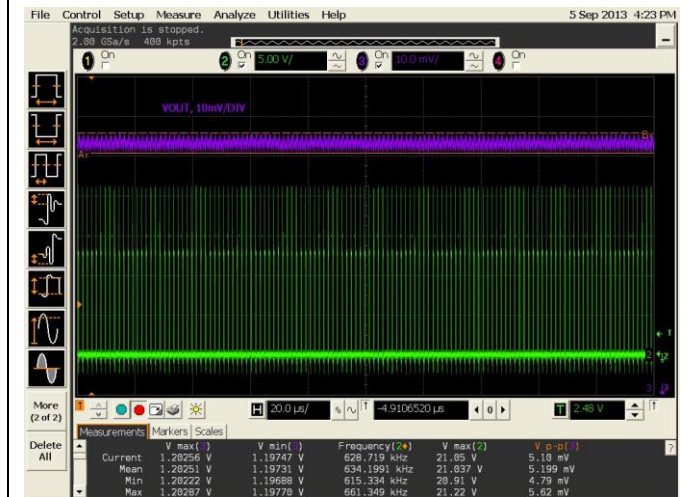 File Control Setup Measure Analyze Utilities Help 5 Sep 2013 4:23 PM
Acquisition is stopped.
2.00 GSa/s 400 kpts
1 On 2 On 5.00 V/ 3 On 10.0 mV/ 4 On
VOUT, 10mV/DIV
More
(2 of 2)
Delete
All
H 20.0 µs/ -4.9106520 µs 0 T 2.48 V
Measurements Markers Scales
V max(3) V min(3) Frequency(2) V max(2) V p-p(3)
Current 1.20256 V 1.19747 V 628.719 kHz 21.05 V 5.10 mV
Mean 1.20251 V 1.19731 V 634.1991 kHz 21.037 V 5.199 mV
Min 1.20222 V 1.19688 V 615.334 kHz 20.91 V 4.79 mV
Max 1.20287 V 1.19770 V 661.349 kHz 21.22 V 5.62 mV